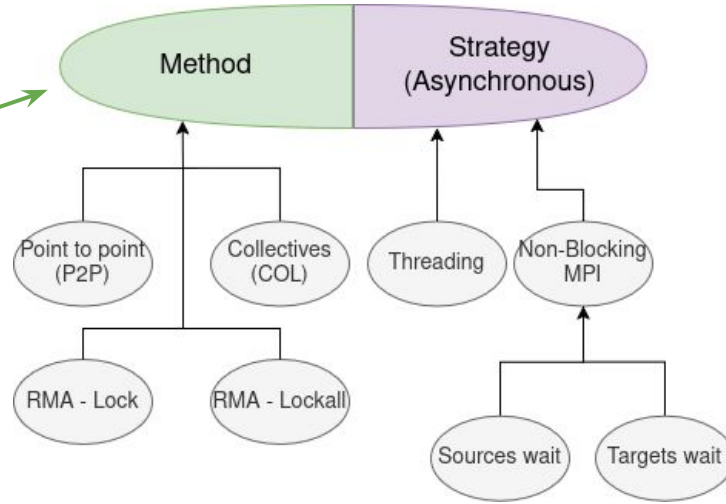 Method
Strategy
(Asynchronous)
Point to point
(P2P)
Collectives
(COL)
Threading
Non-Blocking
MPI
RMA - Lock
RMA - Lockall
Sources wait
Targets wait